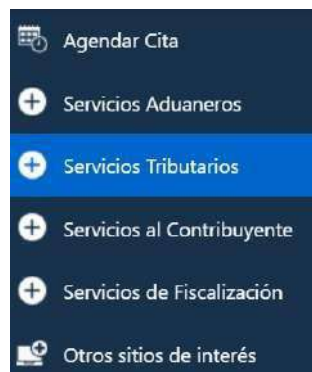 Agendar Cita
Servicios Aduaneros
Servicios Tributarios
Servicios al Contribuyente
Servicios de Fiscalización
Otros sitios de interés